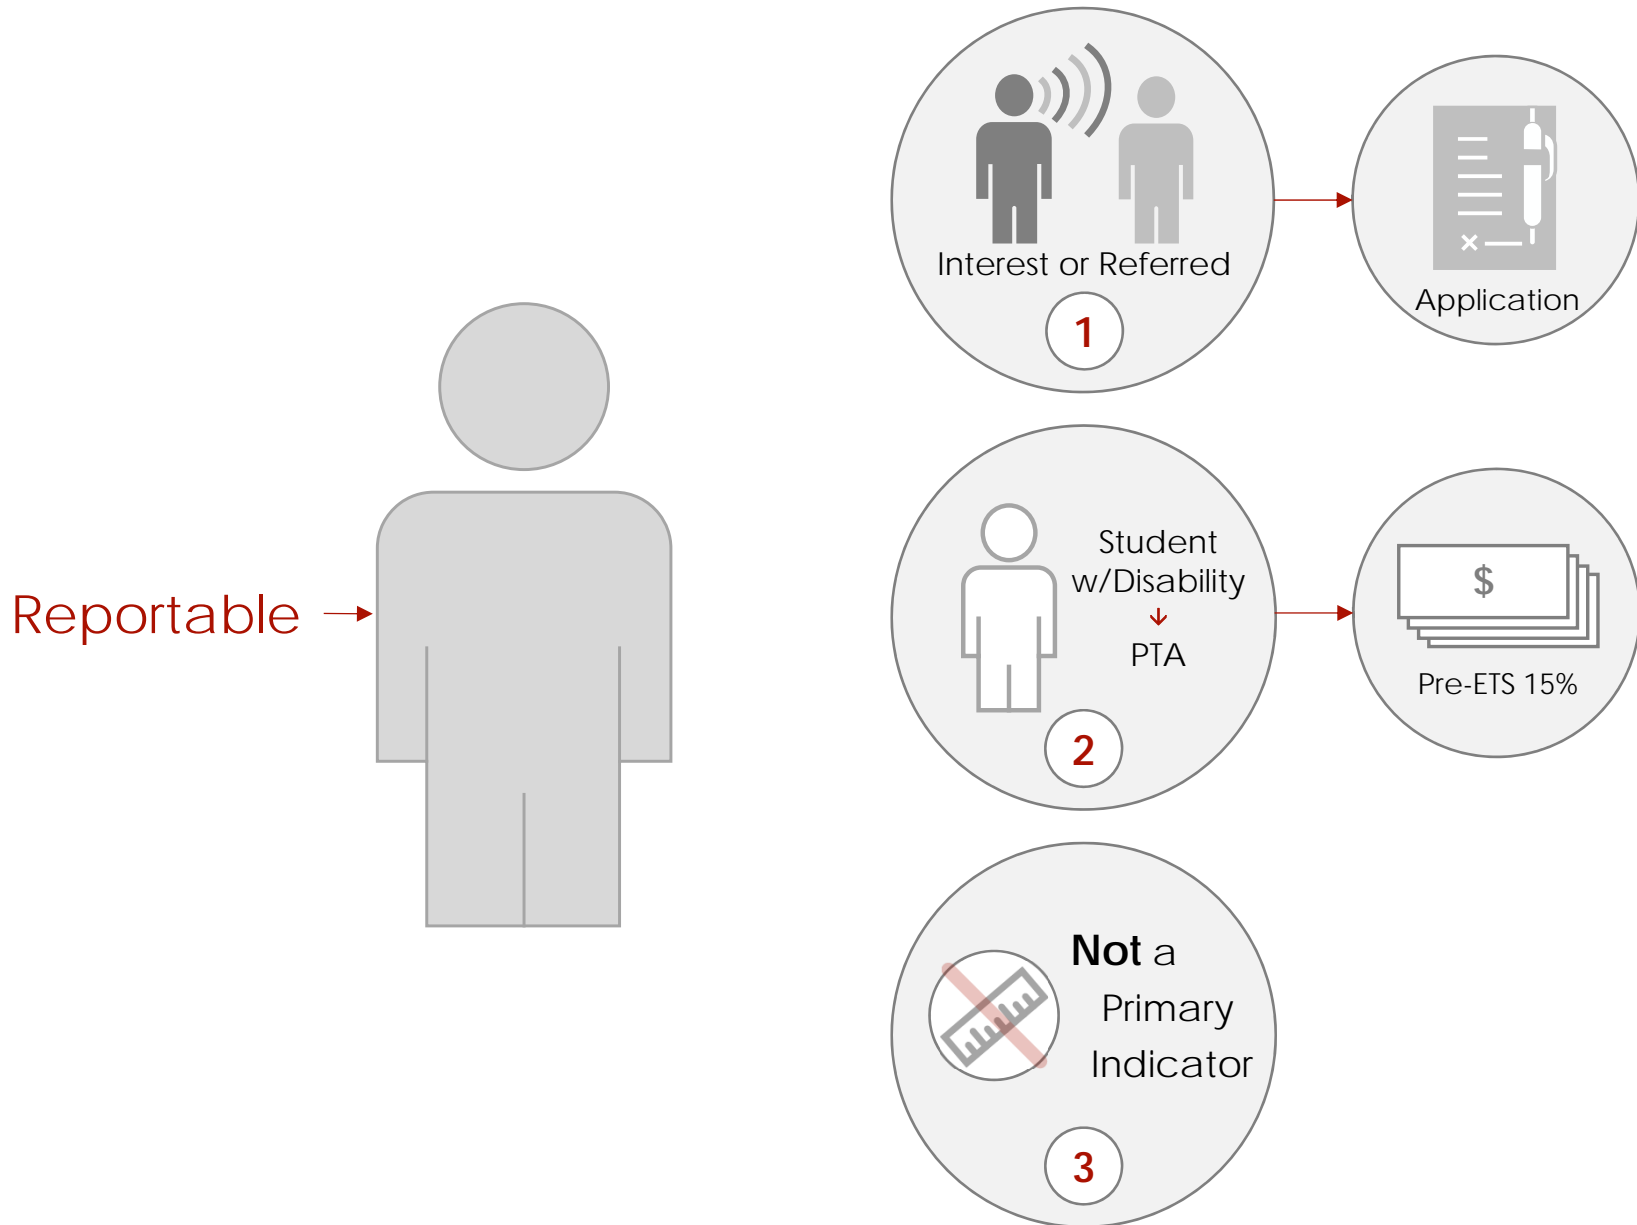 Reportable
Interest or Referred
1
Application
Student
w/Disability
PTA
2
$
Pre-ETS 15%
Not a
Primary
Indicator
3